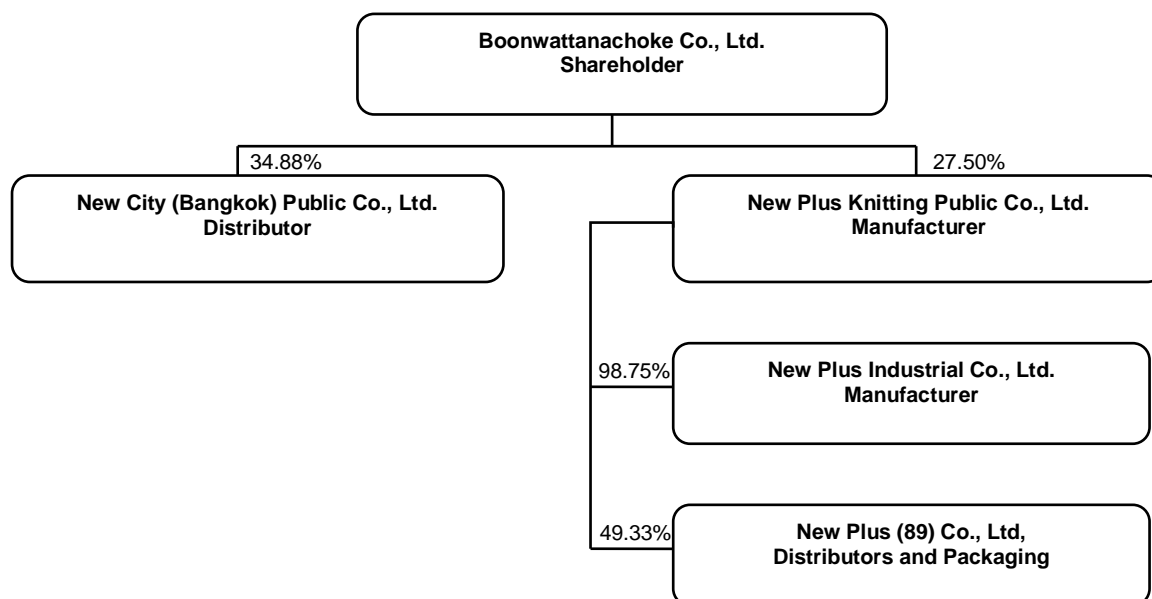 Boonwattanachoke Co., Ltd.
Shareholder
34.88%
27.50%
New City (Bangkok) Public Co., Ltd.
Distributor
New Plus Knitting Public Co., Ltd.
Manufacturer
98.75%
New Plus Industrial Co., Ltd.
Manufacturer
49.33%
New Plus (89) Co., Ltd,
Distributors and Packaging